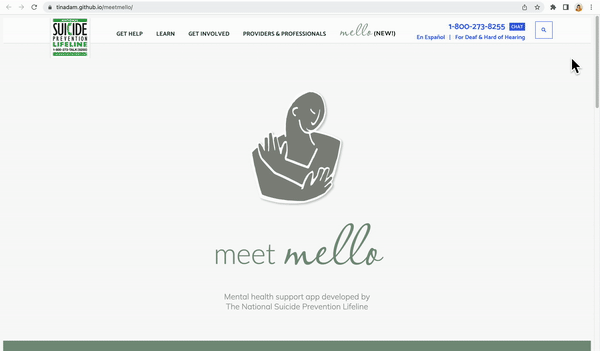 tinadam.github.io/meetmello/
NATIONAL
SUICIDE
PREVENTION
LIFELINE
1-800-273-TALK (8255)
GET HELP
LEARN
GET INVOLVED
PROVIDERS & PROFESSIONALS
mello (NEW!)
1-800-273-8255 CHAT
En Español | For Deaf & Hard of Hearing
meet mello
Mental health support app developed by
The National Suicide Prevention Lifeline